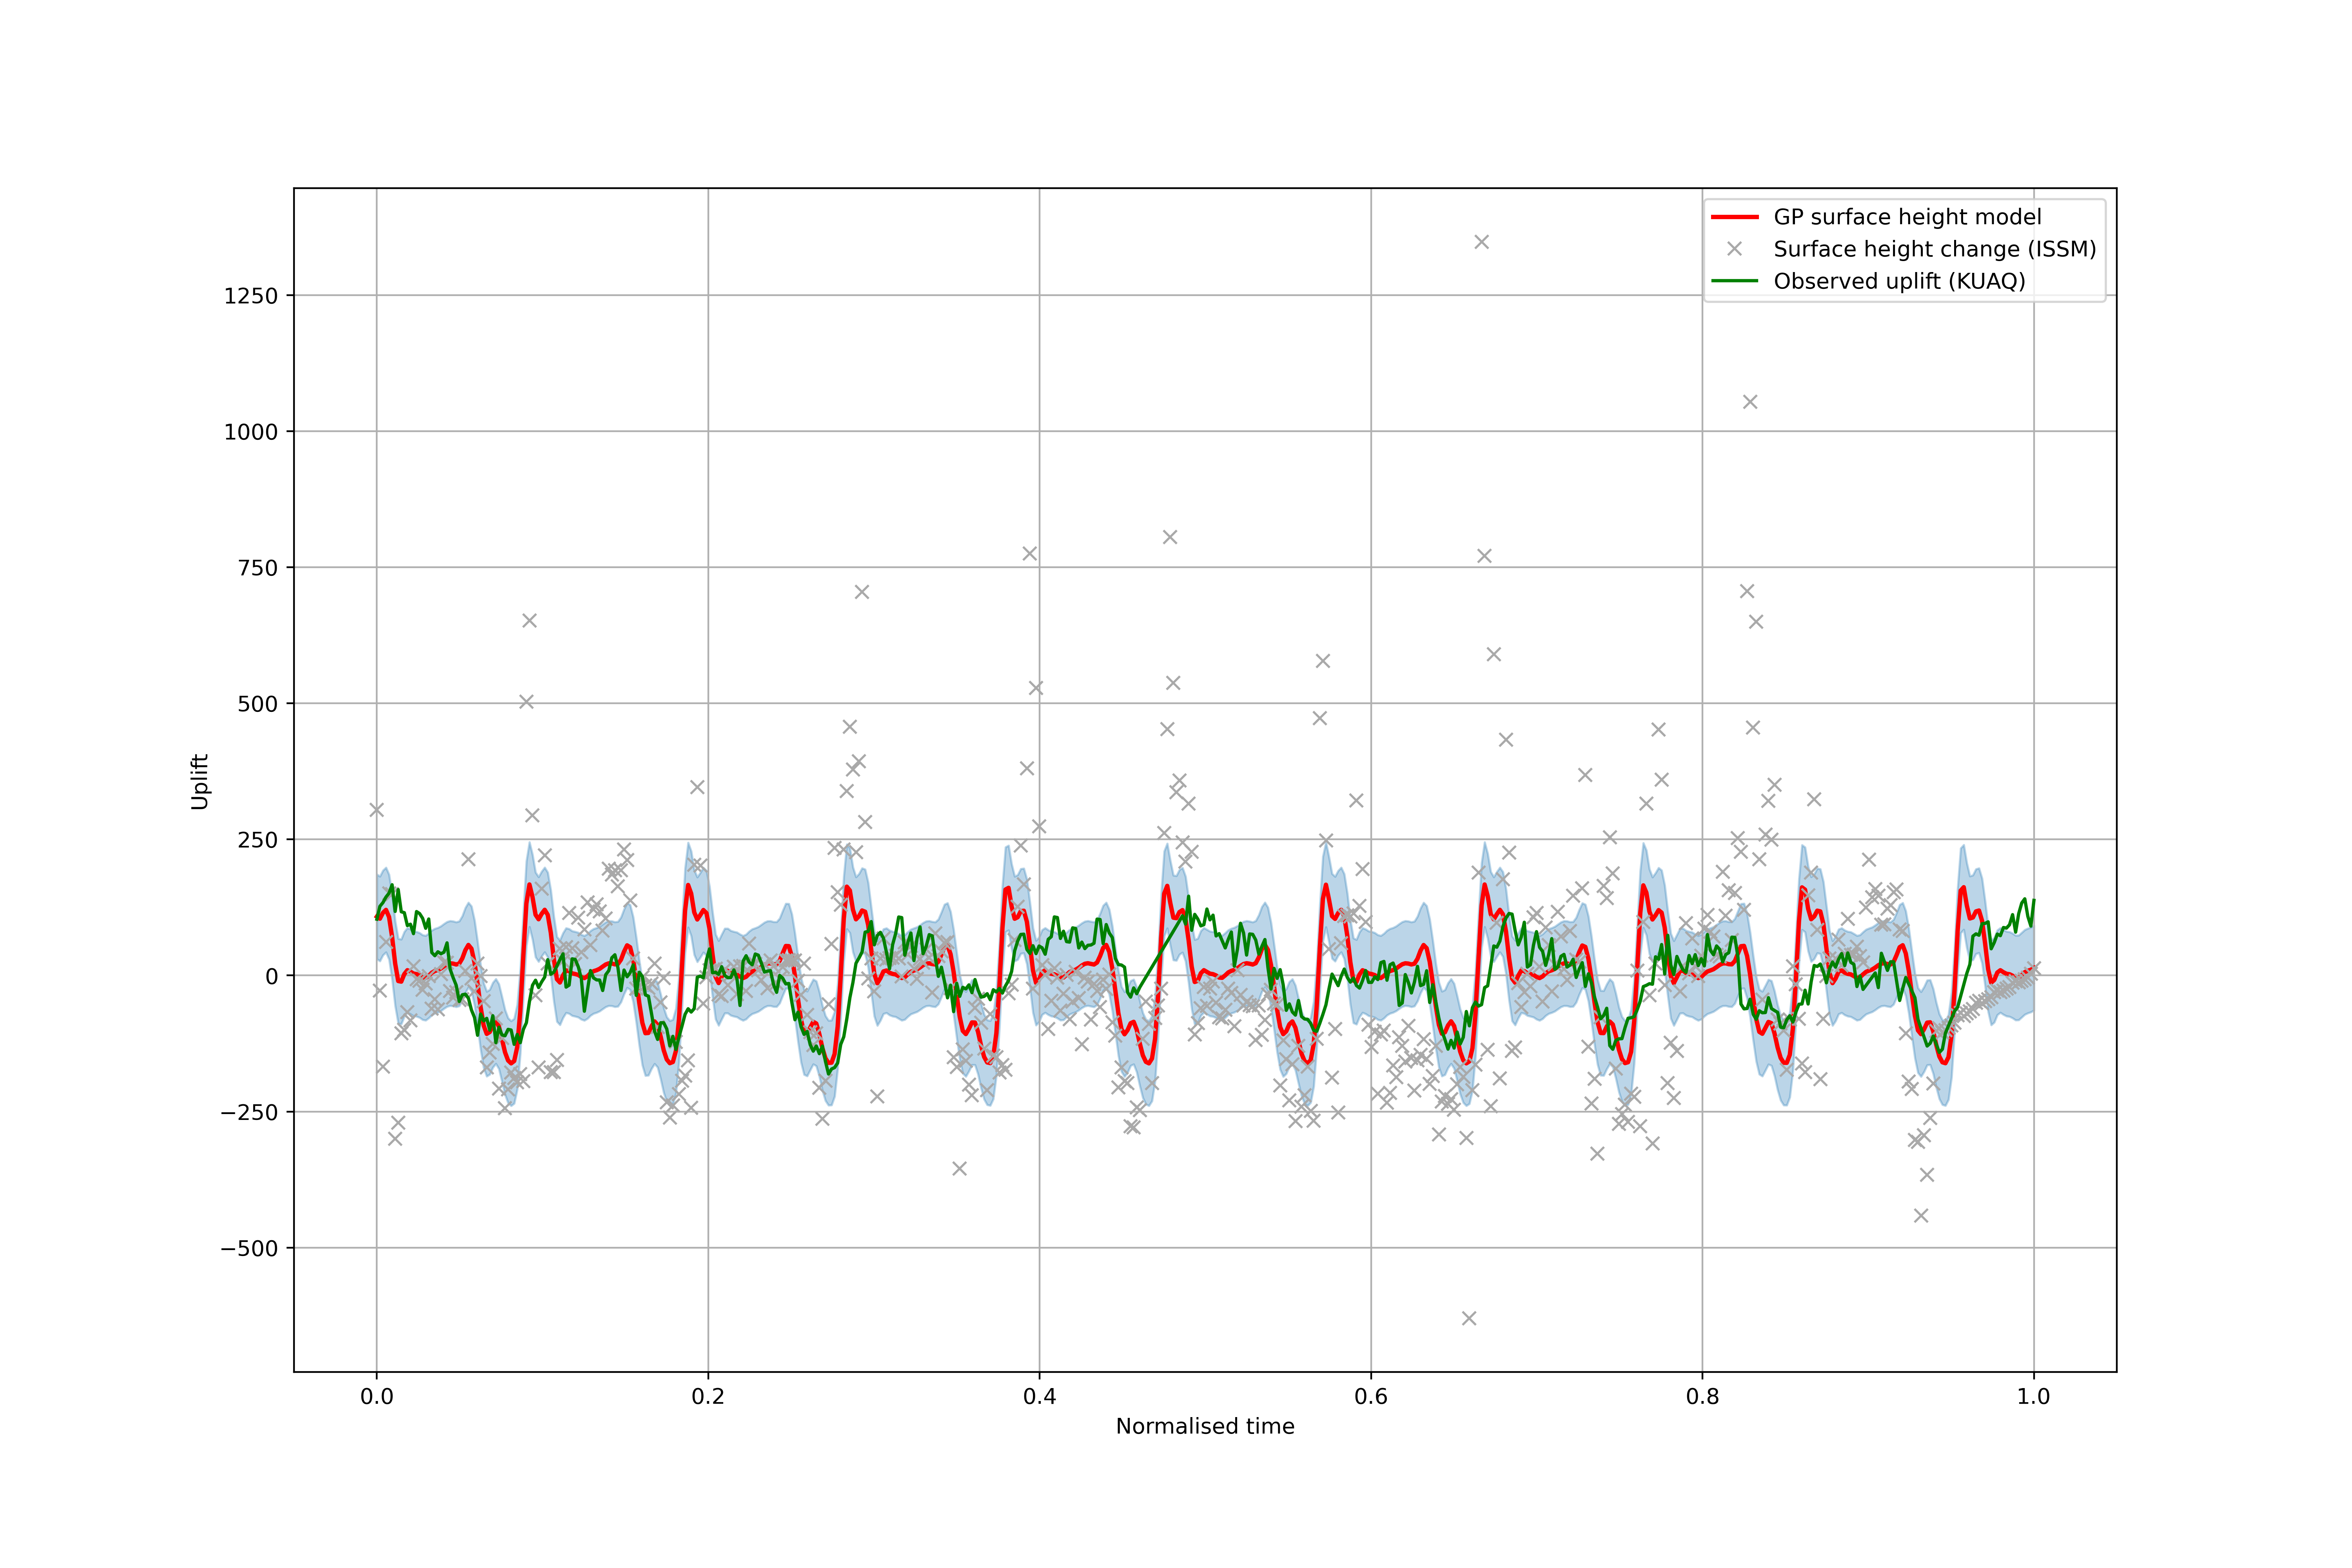 GP surface height model
Surface height change (ISSM)
Observed uplift (KUAQ)
1250
1000
750
500
250
0
−250
−500
Uplift
0.0 0.2 0.4 0.6 0.8 1.0
Normalised time